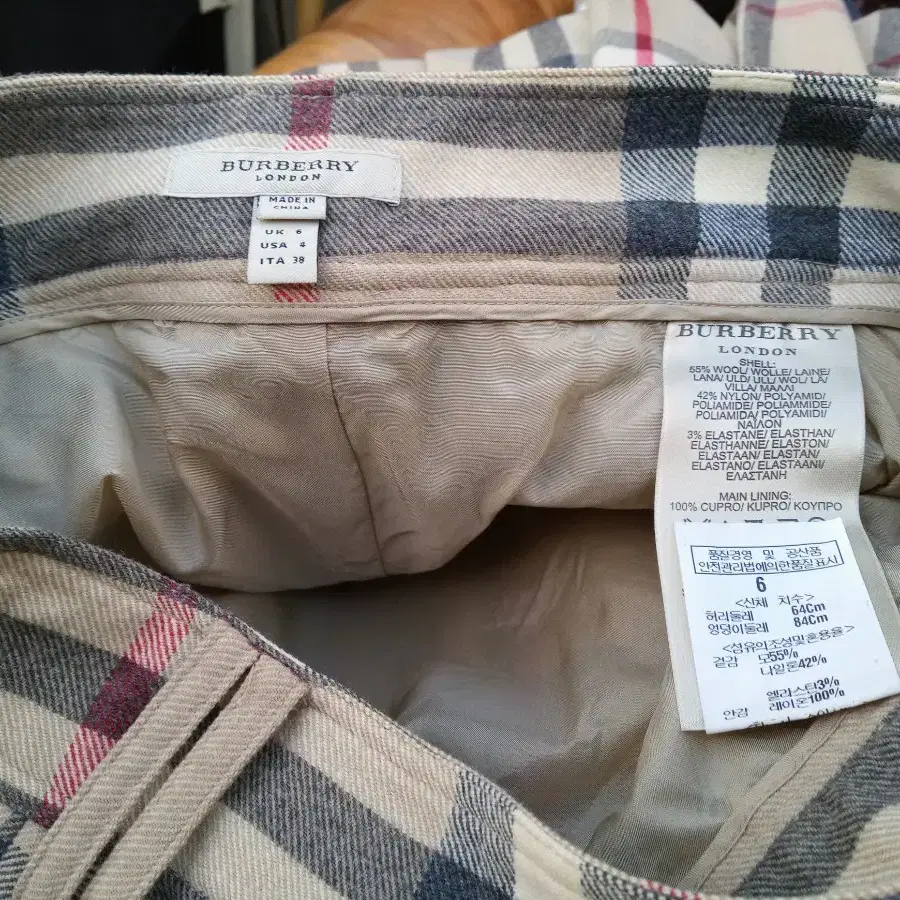 BURBERRY
LONDON
MADE IN
CHINA
UK 6
USA 4
ITA 38
BURBERRY
LONDON
SHELL:
55% WOOL/ WOLLE/ LAINE/
LANA/ ULD/ ULL/ WOL/ LÃ/
VILLA/ ΜΑΛΛΙ
42% NYLON/ POLYAMID/
POLIAMIDE/ POLIAMMIDE/
POLIAMIDA/ POLYAMIDI/
ΝΑΪΛΟΝ
3% ELASTANE/ ELASTHAN/
ELASTHANNE/ ELASTON/
ELASTAAN/ ELASTAN/
ELASTANO/ ELASTAANI/
ΕΛΑΣΤΑΝΗ
MAIN LINING:
100% CUPRO/ KUPRO/ ΚΟΥΠΡΟ
품질경영 및 공산품
안전관리법에의한품질표시
6
<신체 치수>
허리둘레 64Cm
엉덩이둘레 84Cm
<섬유의조성및혼용율>
겉감 모55%
나일론42%
엘라스틴3%
안감 레이온100%